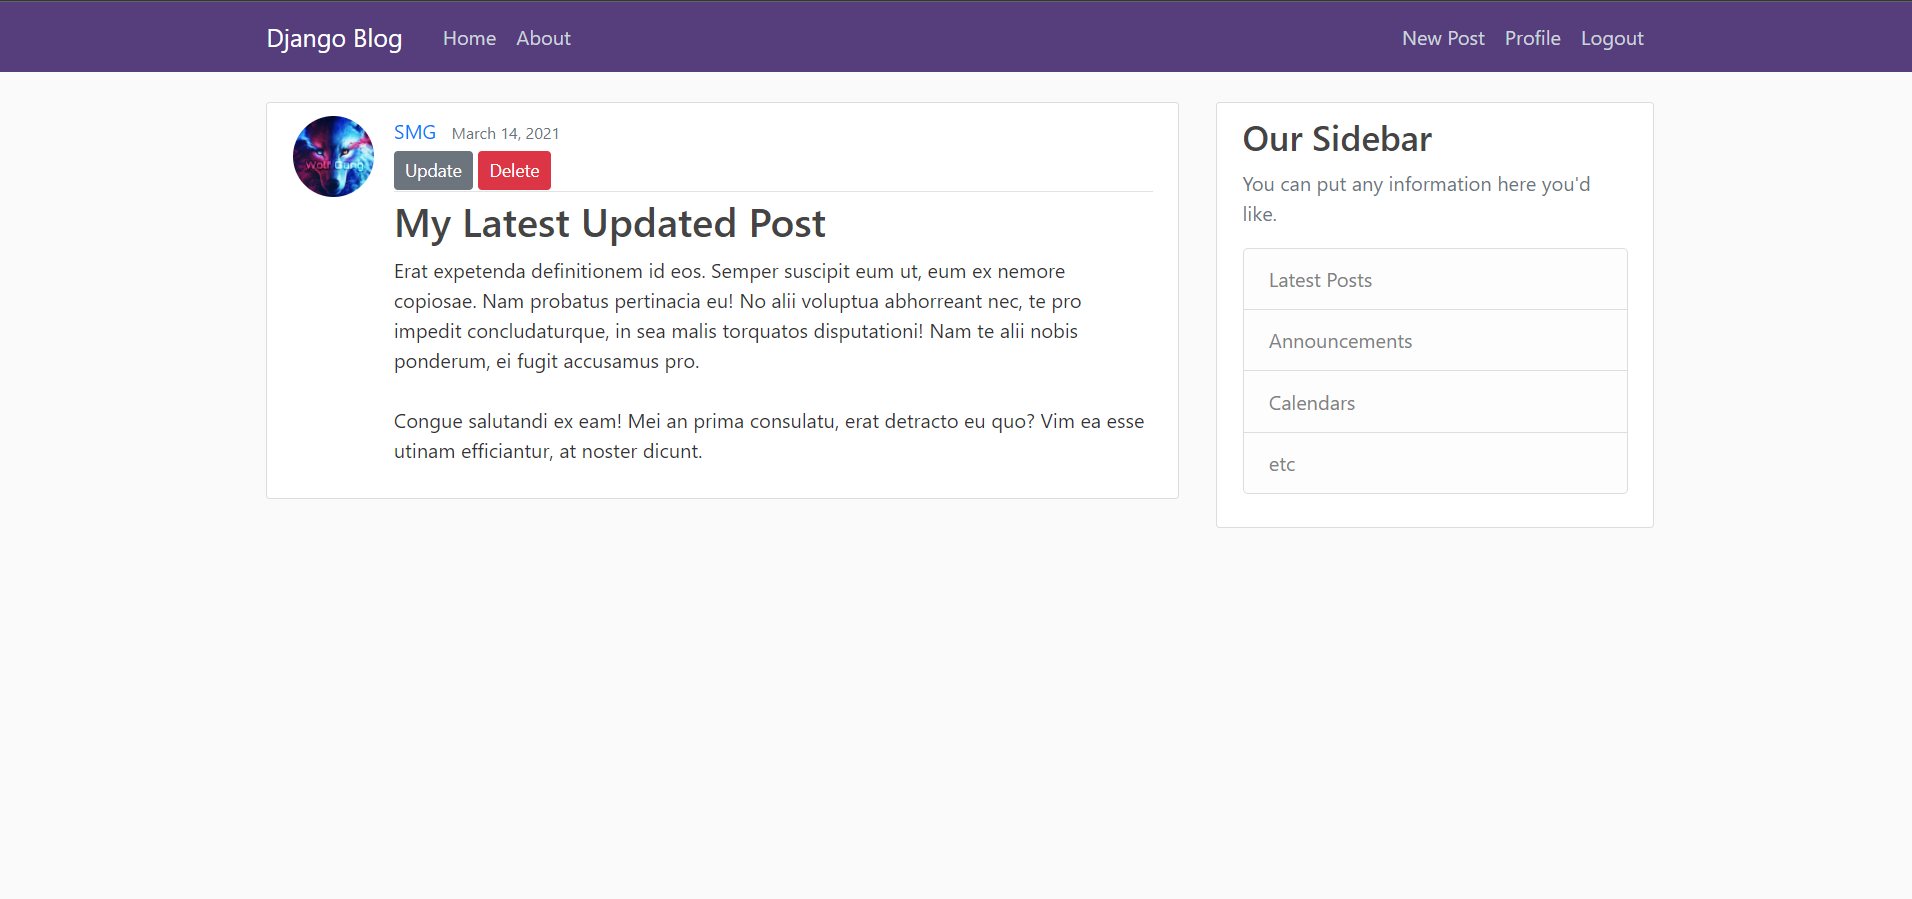 Django Blog Home About New Post Profile Logout
SMG March 14, 2021
Update Delete
My Latest Updated Post
Erat expetenda definitionem id eos. Semper suscipit eum ut, eum ex nemore
copiosae. Nam probatus pertinacia eu! No alii voluptua abhorreant nec, te pro
impedit concludaturque, in sea malis torquatos disputationi! Nam te alii nobis
ponderum, ei fugit accusamus pro.
Congue salutandi ex eam! Mei an prima consulatu, erat detracto eu quo? Vim ea esse
utinam efficiantur, at noster dicunt.
Our Sidebar
You can put any information here you'd
like.
Latest Posts
Announcements
Calendars
etc
Wolf Gang